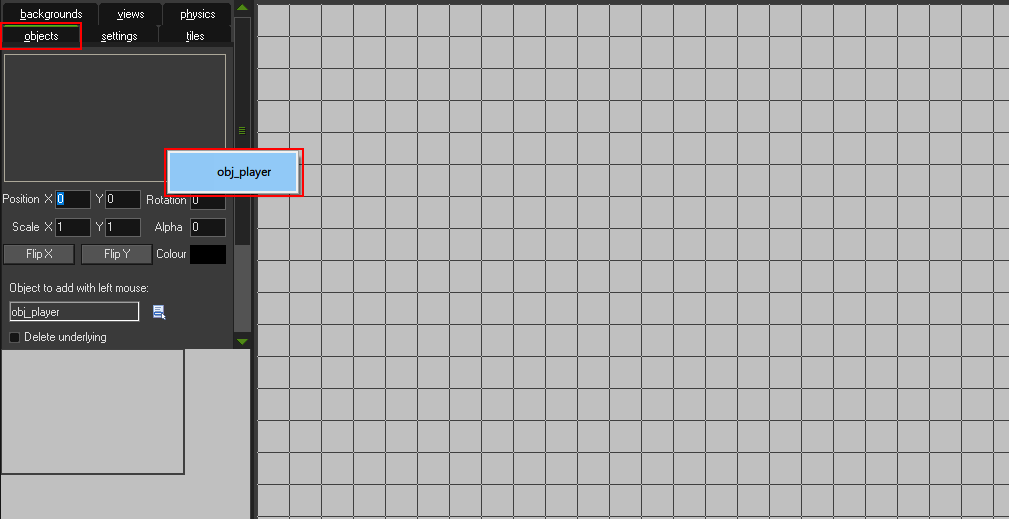 backgrounds views physics
objects settings tiles
obj_player
Position X 0 Y 0 Rotation 0
Scale X 1 Y 1 Alpha 0
Flip X Flip Y Colour
Object to add with left mouse:
obj_player
Delete underlying